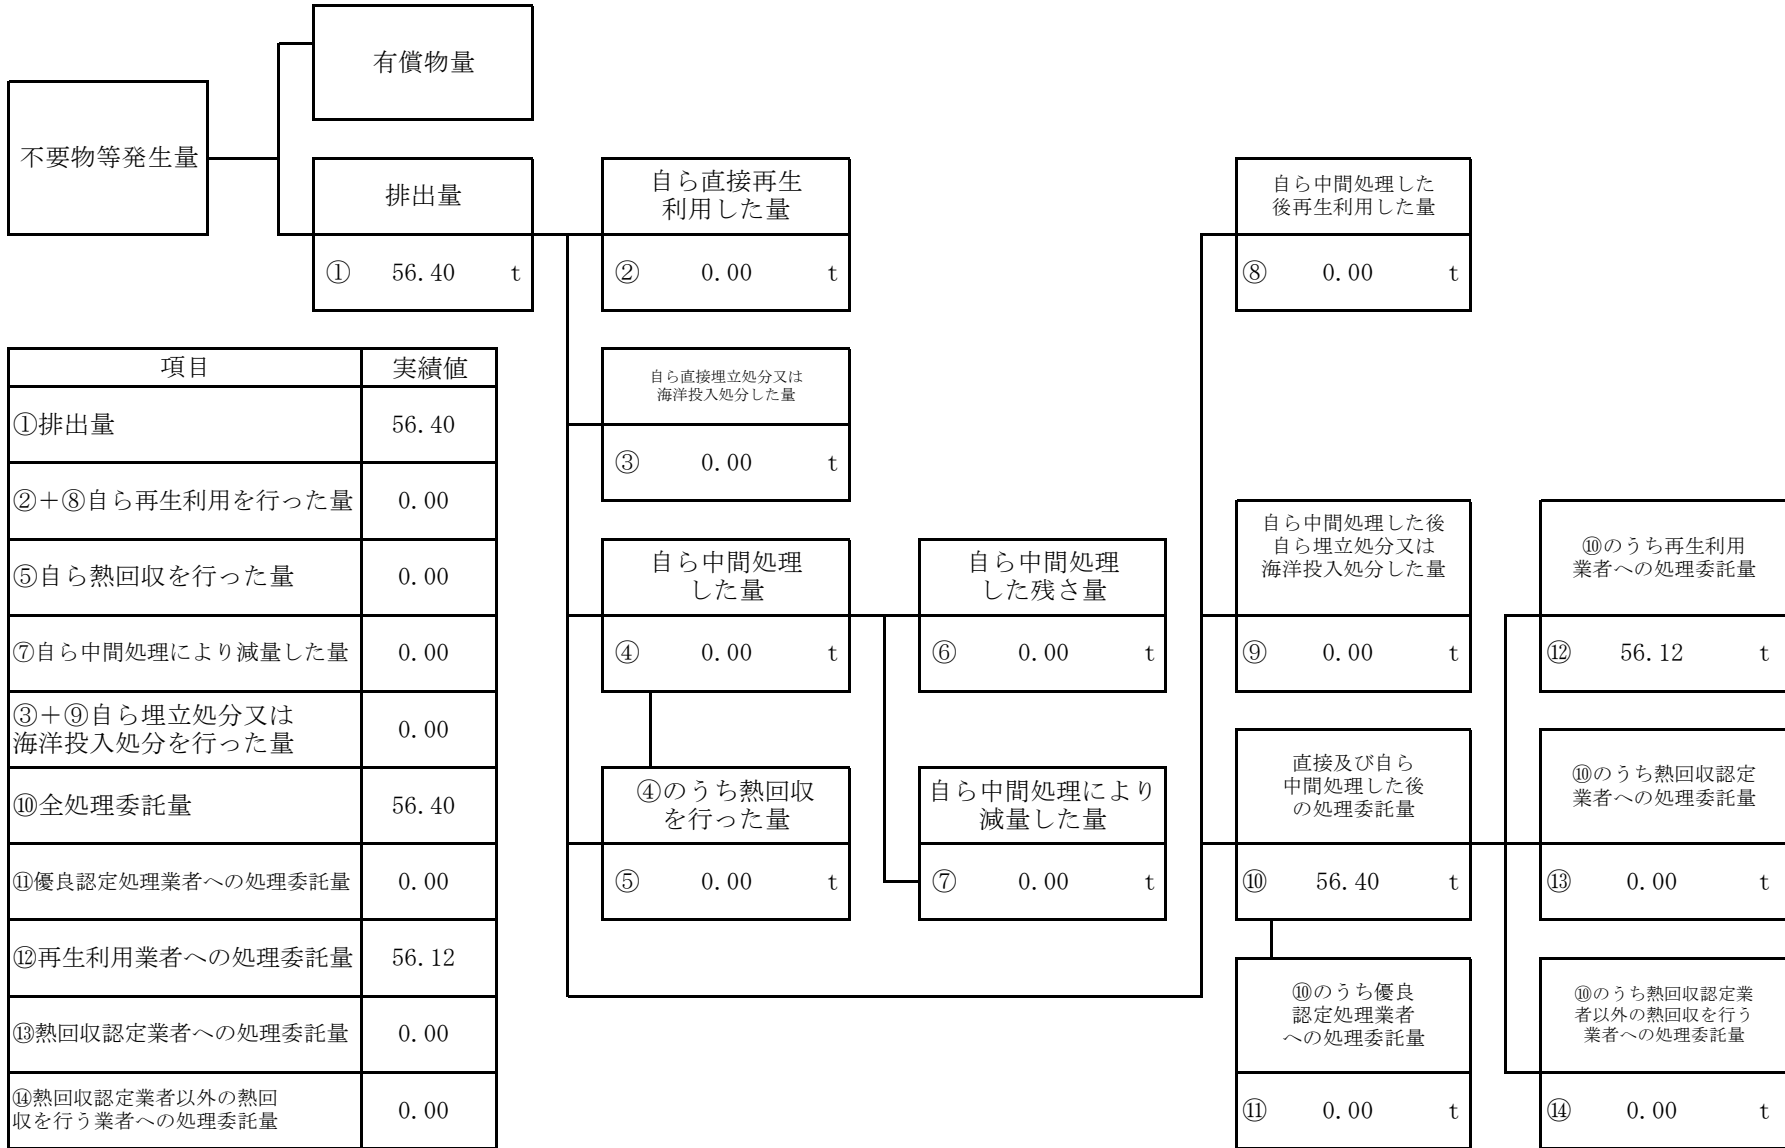 有償物量
不要物等発生量
排出量
① 56.40 t
自ら直接再生
利用した量
② 0.00 t
自ら中間処理した
後再生利用した量
⑧ 0.00 t
自ら直接埋立処分又は
海洋投入処分した量
③ 0.00 t
自ら中間処理
した量
④ 0.00 t
自ら中間処理
した残さ量
⑥ 0.00 t
自ら中間処理した後
自ら埋立処分又は
海洋投入処分した量
⑨ 0.00 t
⑩のうち再生利用
業者への処理委託量
⑫ 56.12 t
④のうち熱回収
を行った量
⑤ 0.00 t
自ら中間処理により
減量した量
⑦ 0.00 t
直接及び自ら
中間処理した後
の処理委託量
⑩ 56.40 t
⑩のうち熱回収認定
業者への処理委託量
⑬ 0.00 t
⑩のうち優良
認定処理業者
への処理委託量
⑪ 0.00 t
⑩のうち熱回収認定業
者以外の熱回収を行う
業者への処理委託量
⑭ 0.00 t
項目 実績値
①排出量 56.40
②+⑧自ら再生利用を行った量 0.00
⑤自ら熱回収を行った量 0.00
⑦自ら中間処理により減量した量 0.00
③+⑨自ら埋立処分又は
海洋投入処分を行った量 0.00
⑩全処理委託量 56.40
⑪優良認定処理業者への処理委託量 0.00
⑫再生利用業者への処理委託量 56.12
⑬熱回収認定業者への処理委託量 0.00
⑭熱回収認定業者以外の熱回
収を行う業者への処理委託量 0.00